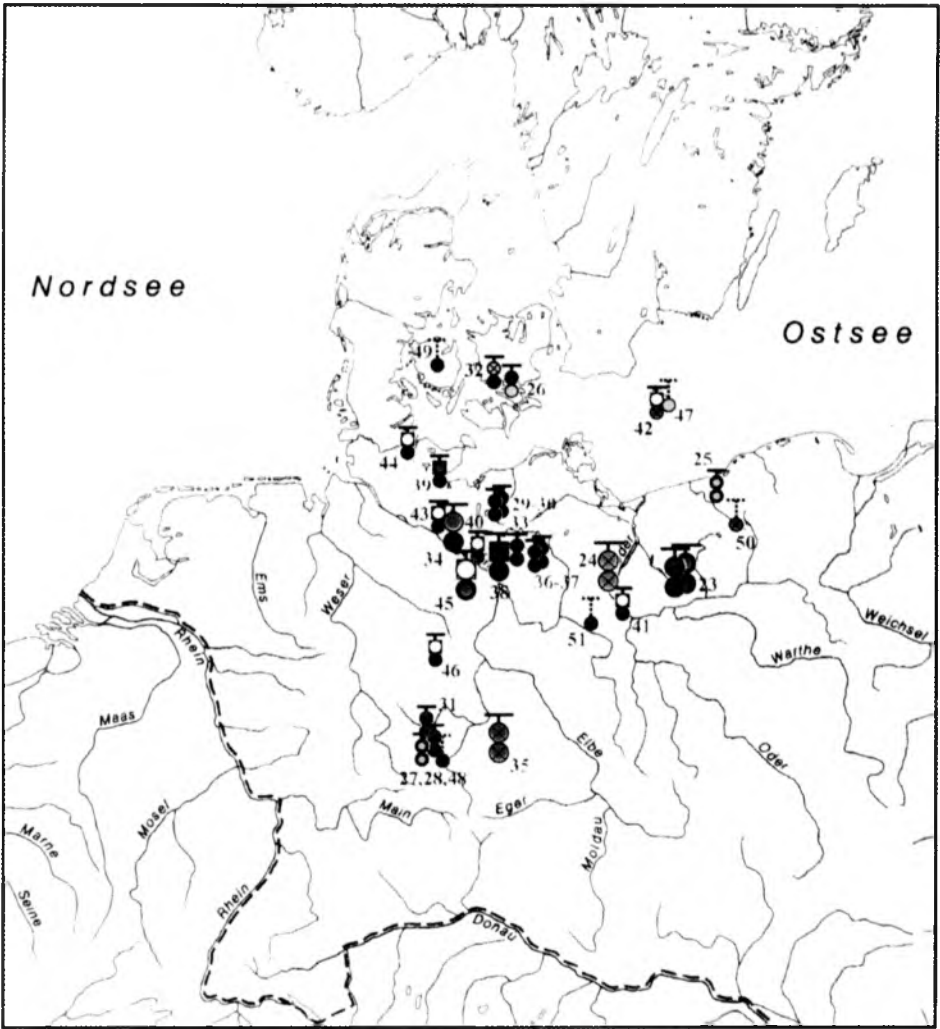 Nordsee
Ostsee
49
32
26
42
47
44
25
39
29
30
43
40
33
50
34
24
Oder
23
38
36-37
45
41
51
46
Ems
Weser
Weichsel
Warthe
Rhein
Maas
31
Elbe
Oder
35
27,28,48
Mosel
Main
Eger
Moldau
Marne
Seine
Rhein
Donau